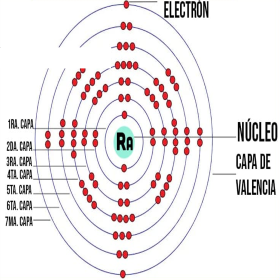 ELECTRÓN
1RA. CAPA
2DA. CAPA
3RA. CAPA
4TA. CAPA
5TA. CAPA
6TA. CAPA
7MA. CAPA
RA
NÚCLEO
CAPA DE
VALENCIA